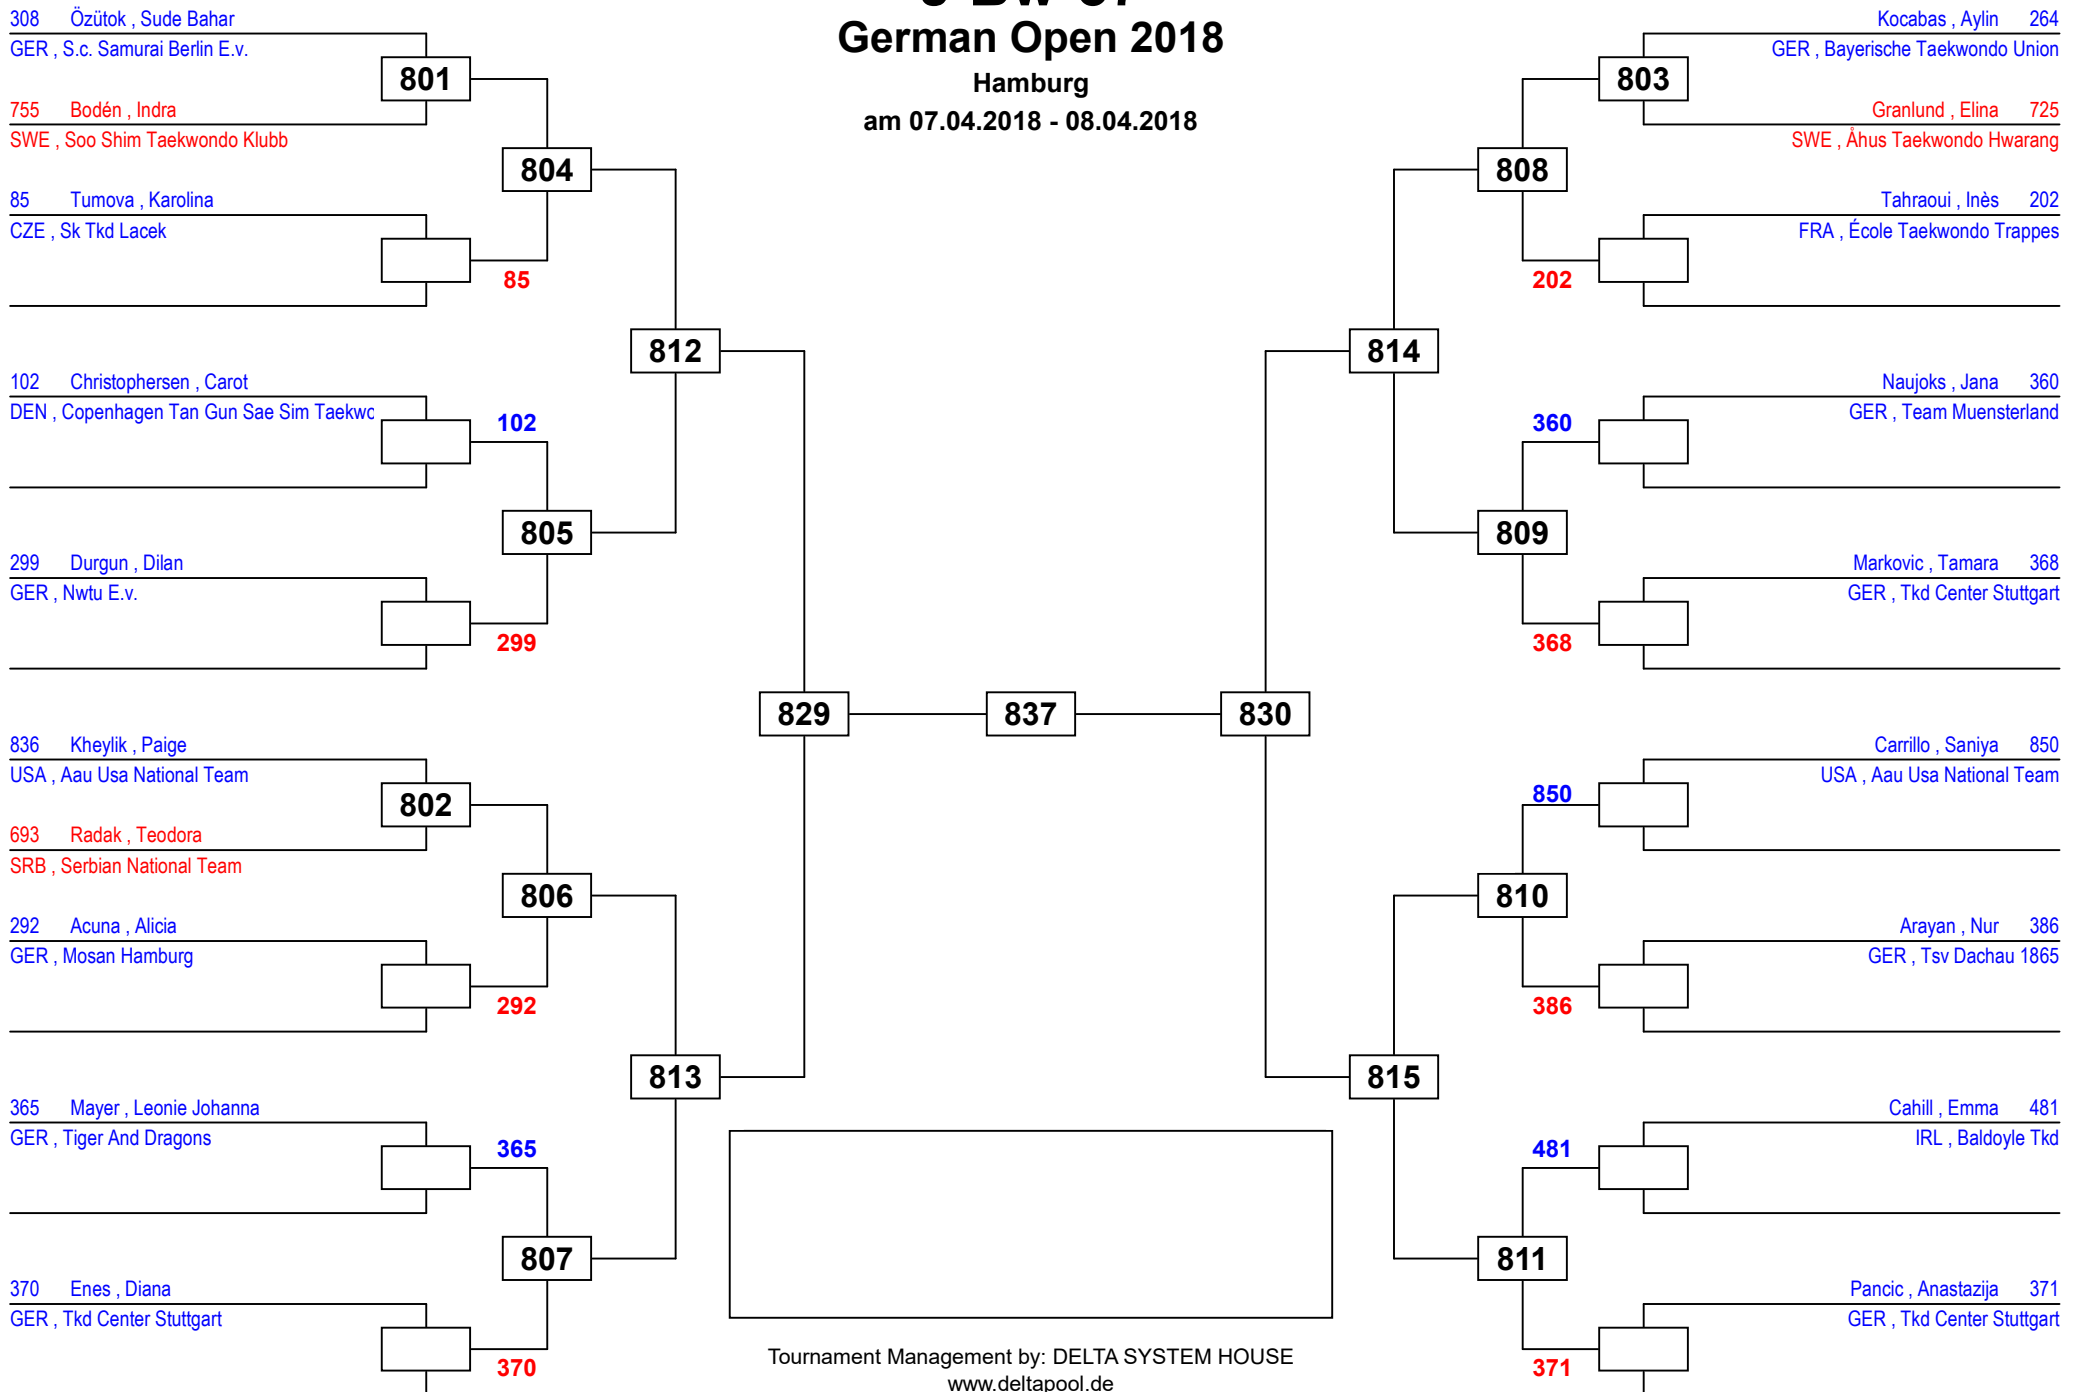 German Open 2018
Hamburg
am 07.04.2018 - 08.04.2018
308 Özütok , Sude Bahar
GER , S.c. Samurai Berlin E.v.
801
755 Bodén , Indra
SWE , Soo Shim Taekwondo Klubb
804
85 Tumova , Karolina
CZE , Sk Tkd Lacek
85
812
102 Christophersen , Carot
DEN , Copenhagen Tan Gun Sae Sim Taekwo
102
805
299 Durgun , Dilan
GER , Nwtu E.v.
299
829
837
830
836 Kheylik , Paige
USA , Aau Usa National Team
802
693 Radak , Teodora
SRB , Serbian National Team
806
292 Acuna , Alicia
GER , Mosan Hamburg
292
813
365 Mayer , Leonie Johanna
GER , Tiger And Dragons
365
807
370 Enes , Diana
GER , Tkd Center Stuttgart
370
Kocabas , Aylin 264
GER , Bayerische Taekwondo Union
803
Granlund , Elina 725
SWE , Åhus Taekwondo Hwarang
808
Tahraoui , Inès 202
FRA , École Taekwondo Trappes
202
814
Naujoks , Jana 360
GER , Team Muensterland
360
809
Markovic , Tamara 368
GER , Tkd Center Stuttgart
368
Carrillo , Saniya 850
USA , Aau Usa National Team
850
810
Arayan , Nur 386
GER , Tsv Dachau 1865
386
815
Cahill , Emma 481
IRL , Baldoyle Tkd
481
811
Pancic , Anastazija 371
GER , Tkd Center Stuttgart
371
Tournament Management by: DELTA SYSTEM HOUSE
www.deltapool.de